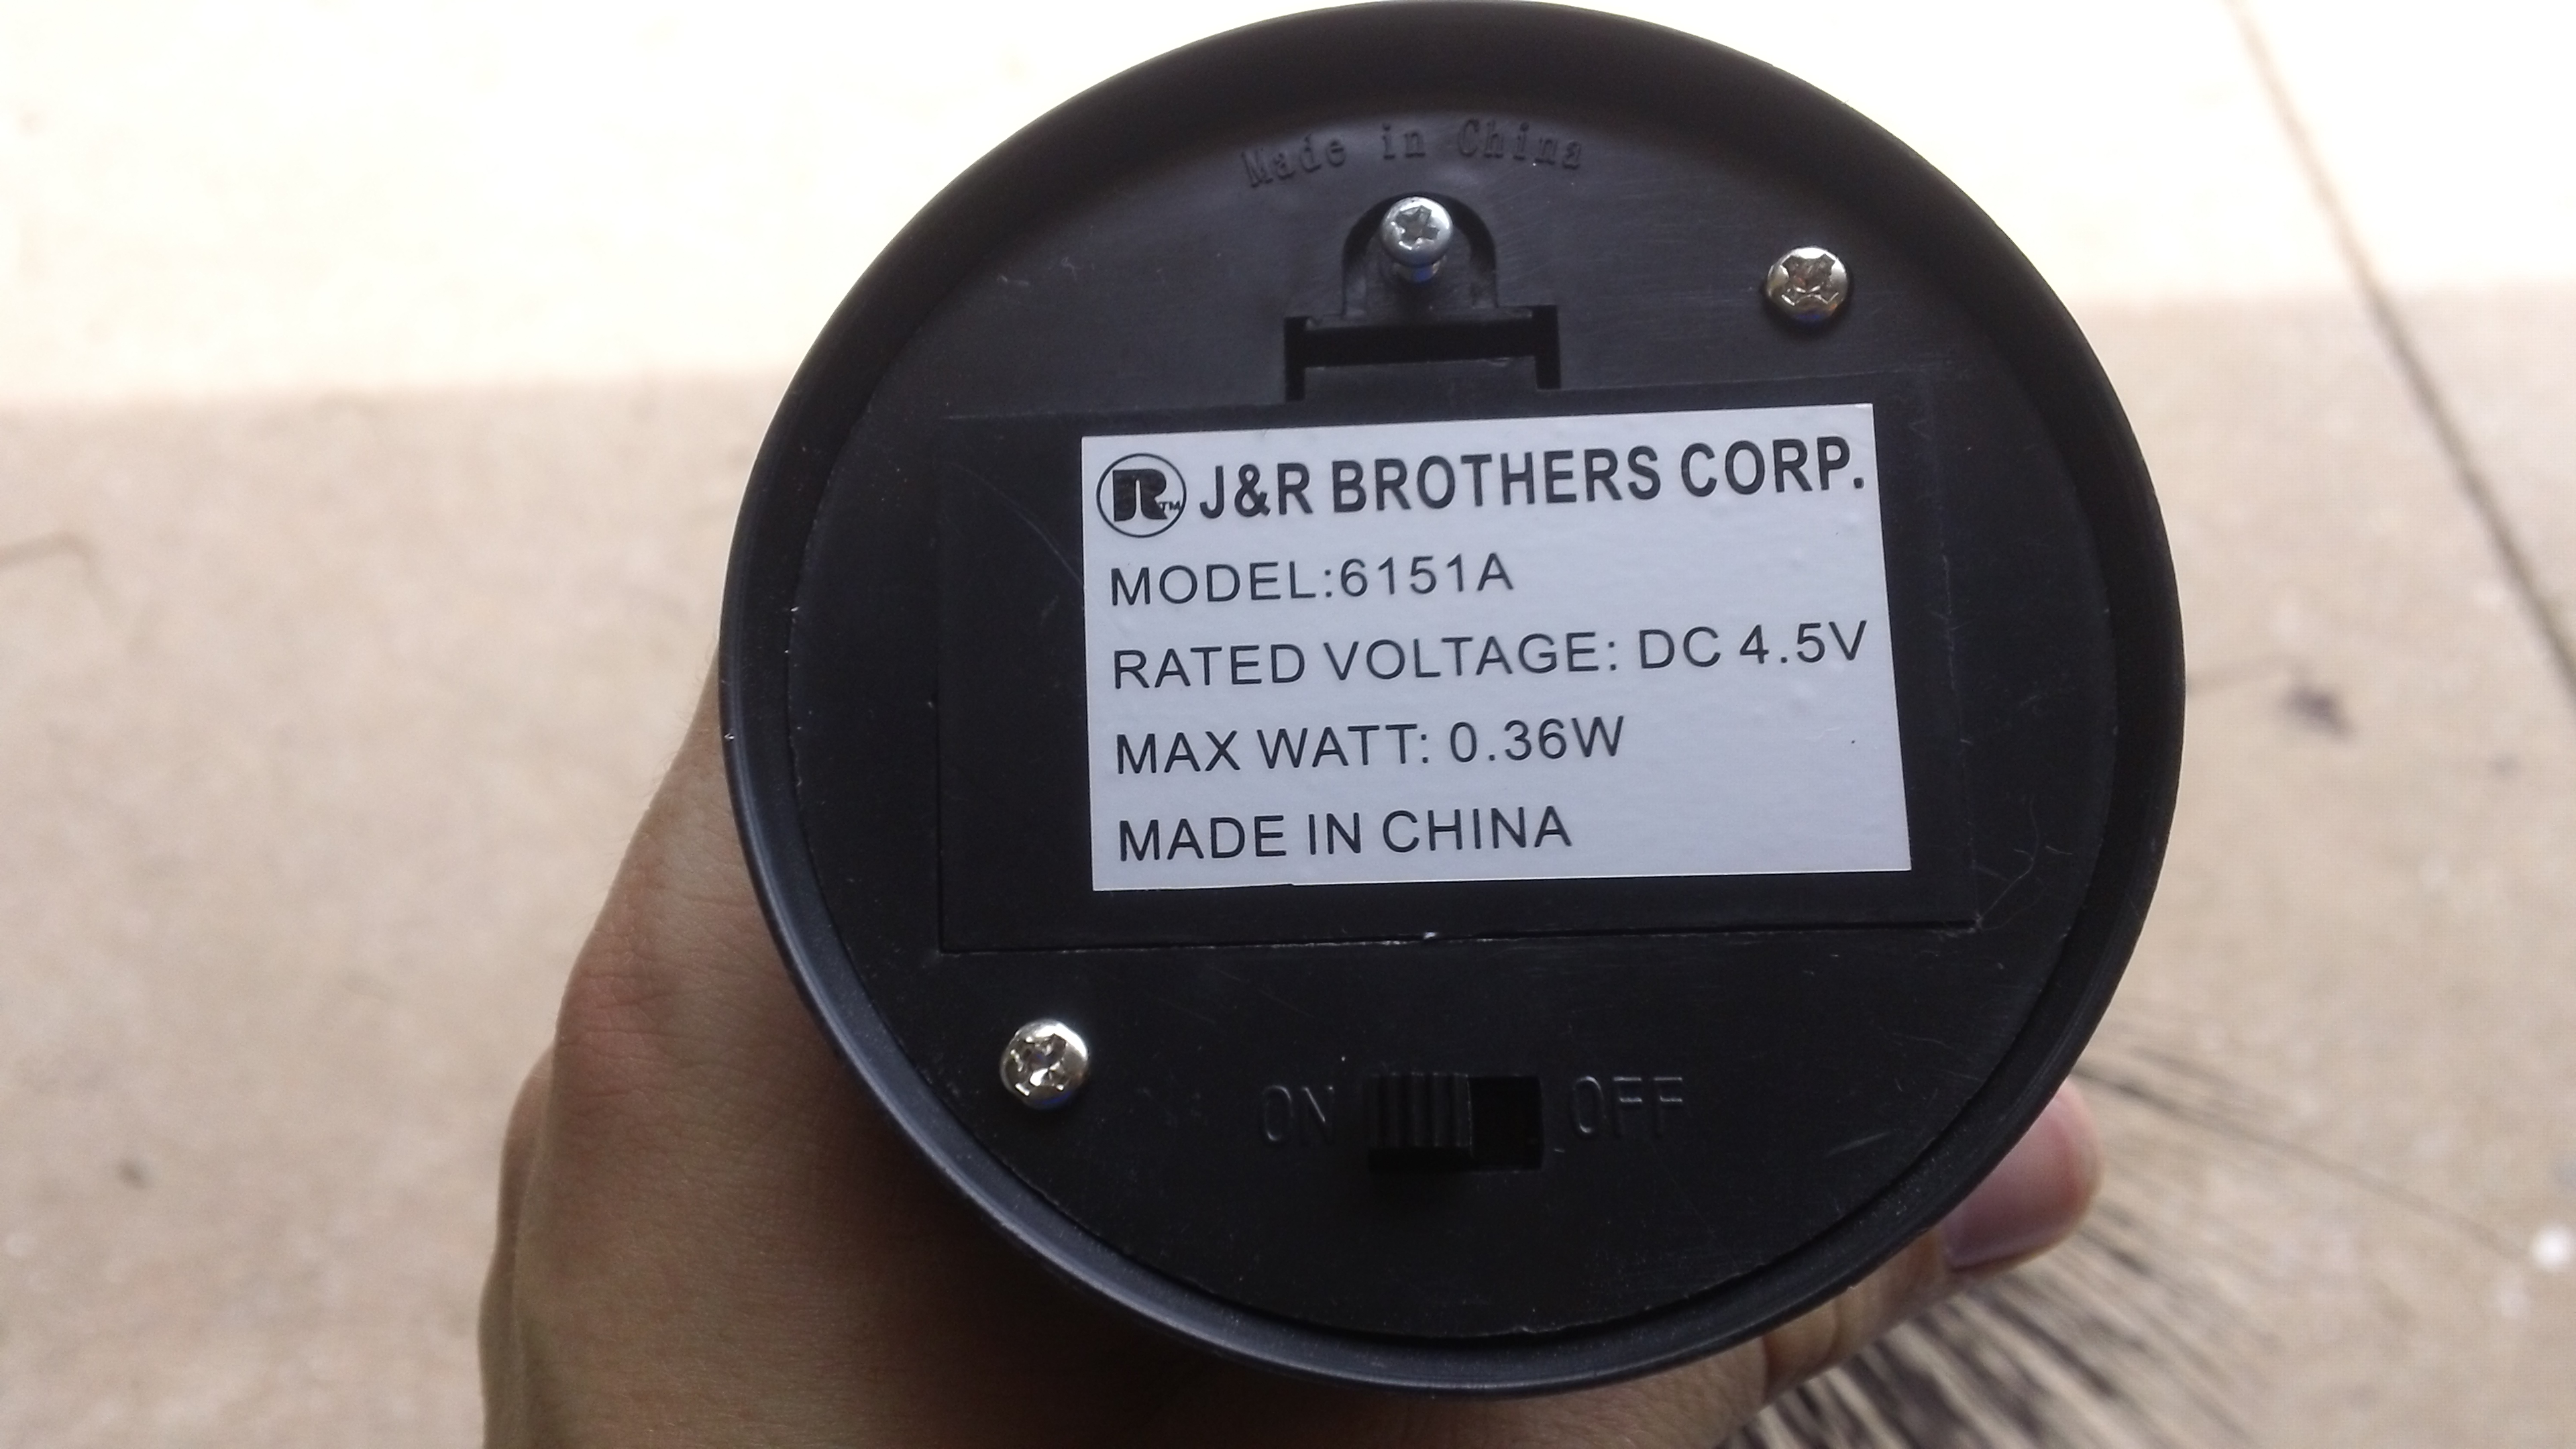 Made in China
R™ J&R BROTHERS CORP.
MODEL:6151A
RATED VOLTAGE: DC 4.5V
MAX WATT: 0.36W
MADE IN CHINA
ON OFF